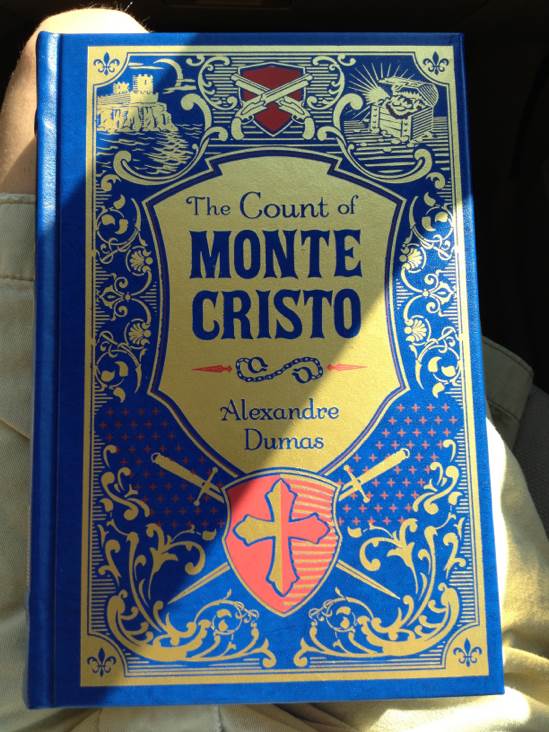 The Count of
MONTE
CRISTO
Alexandre
Dumas